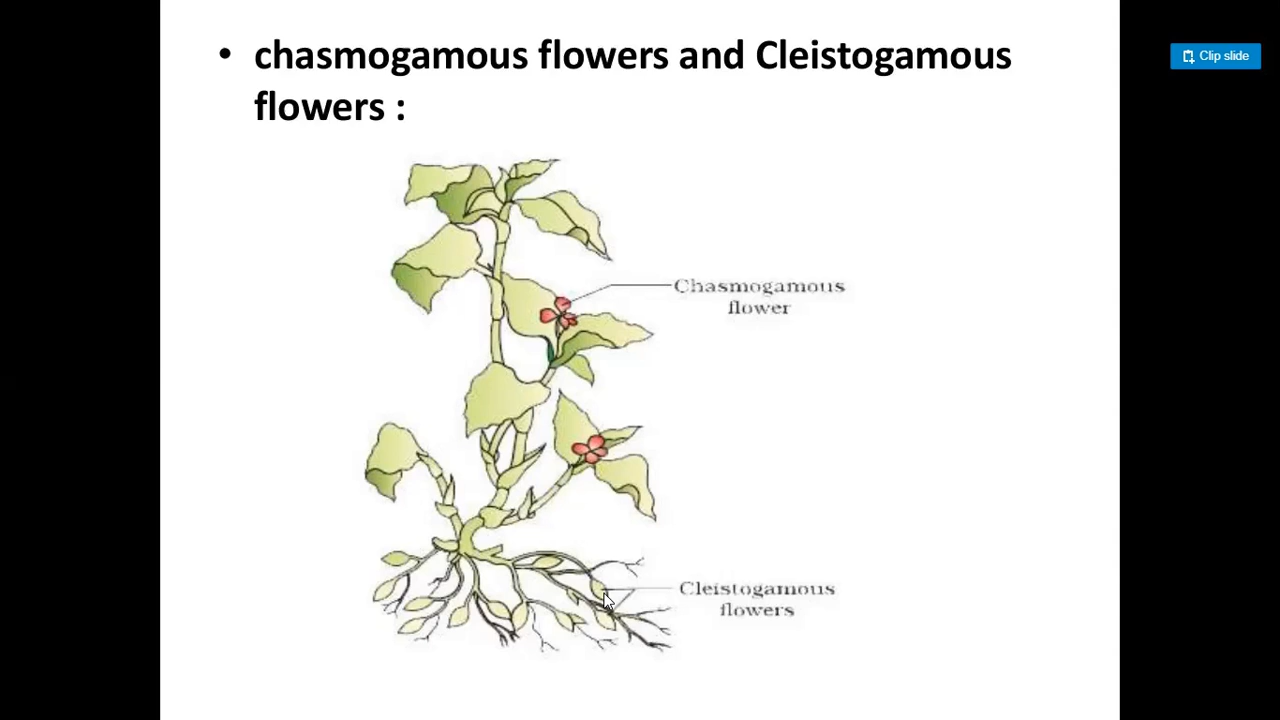 • chasmogamous flowers and Cleistogamous
flowers :
Clip slide
Chasmogamous
flower
Cleistogamous
flowers